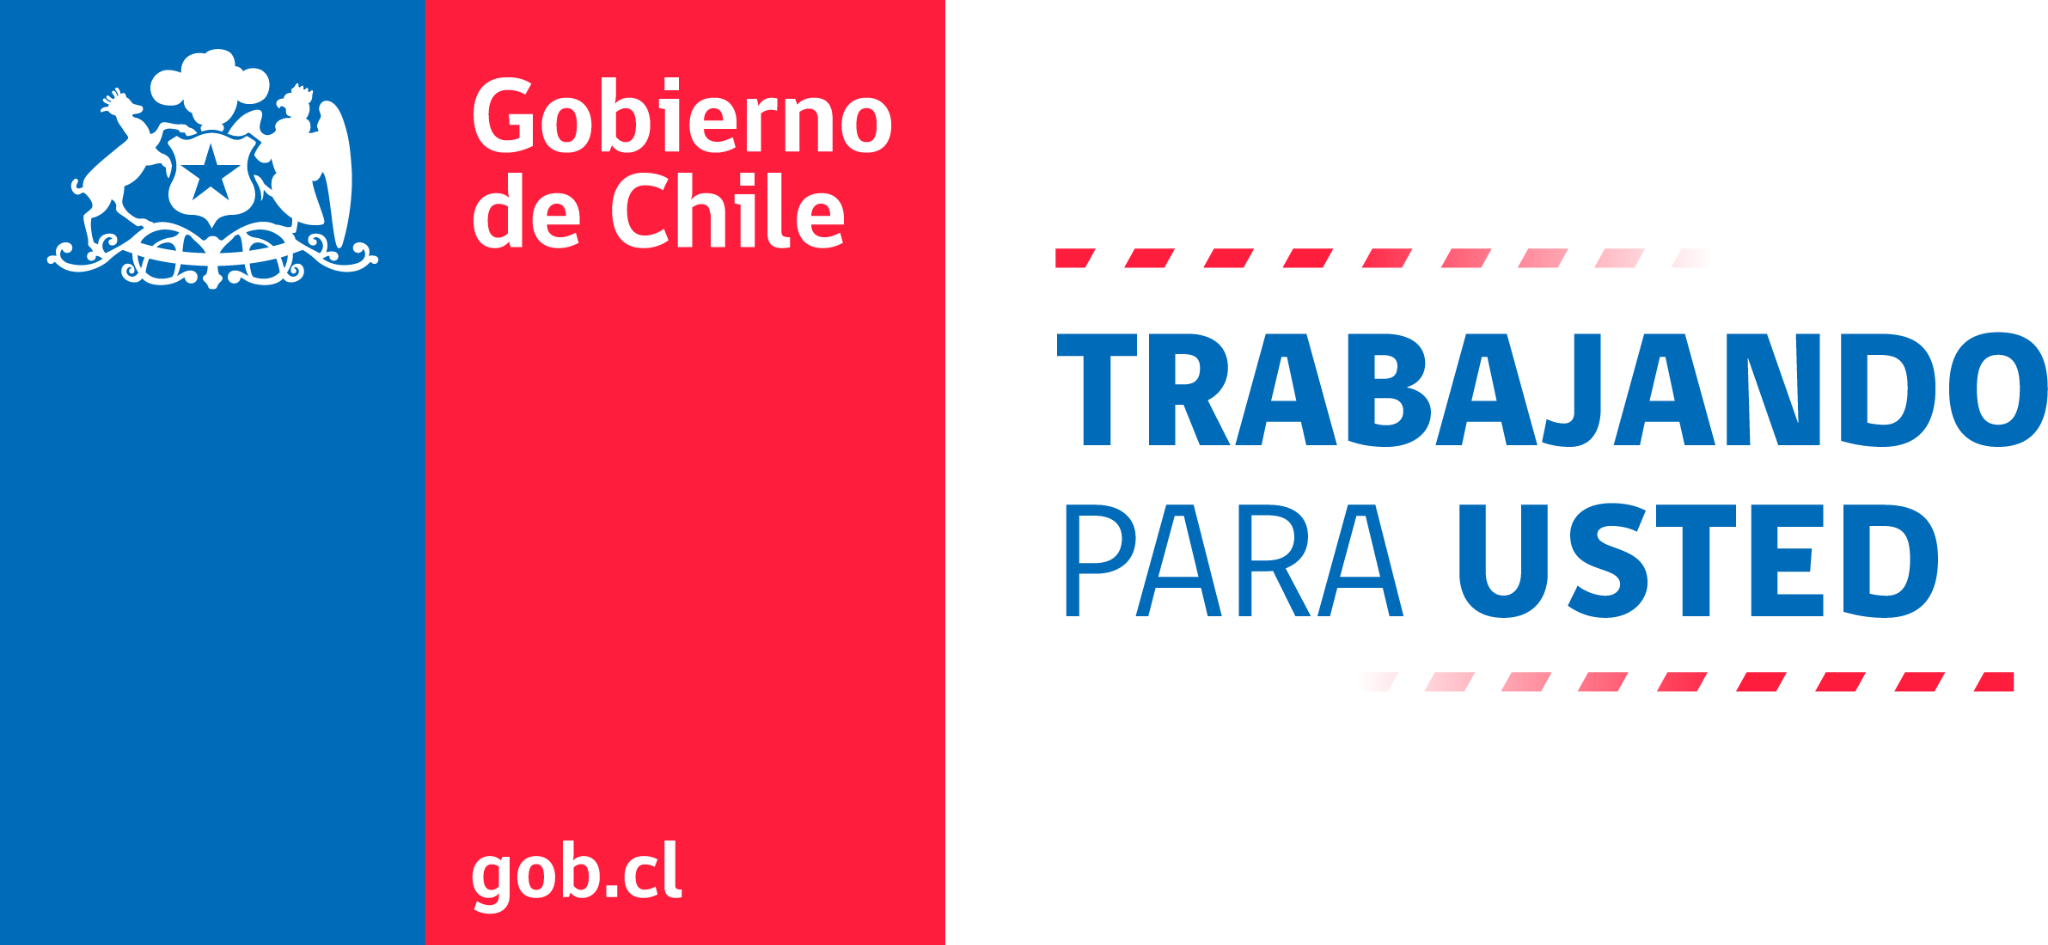 Gobierno
de Chile
gob.cl
TRABAJANDO
PARA USTED